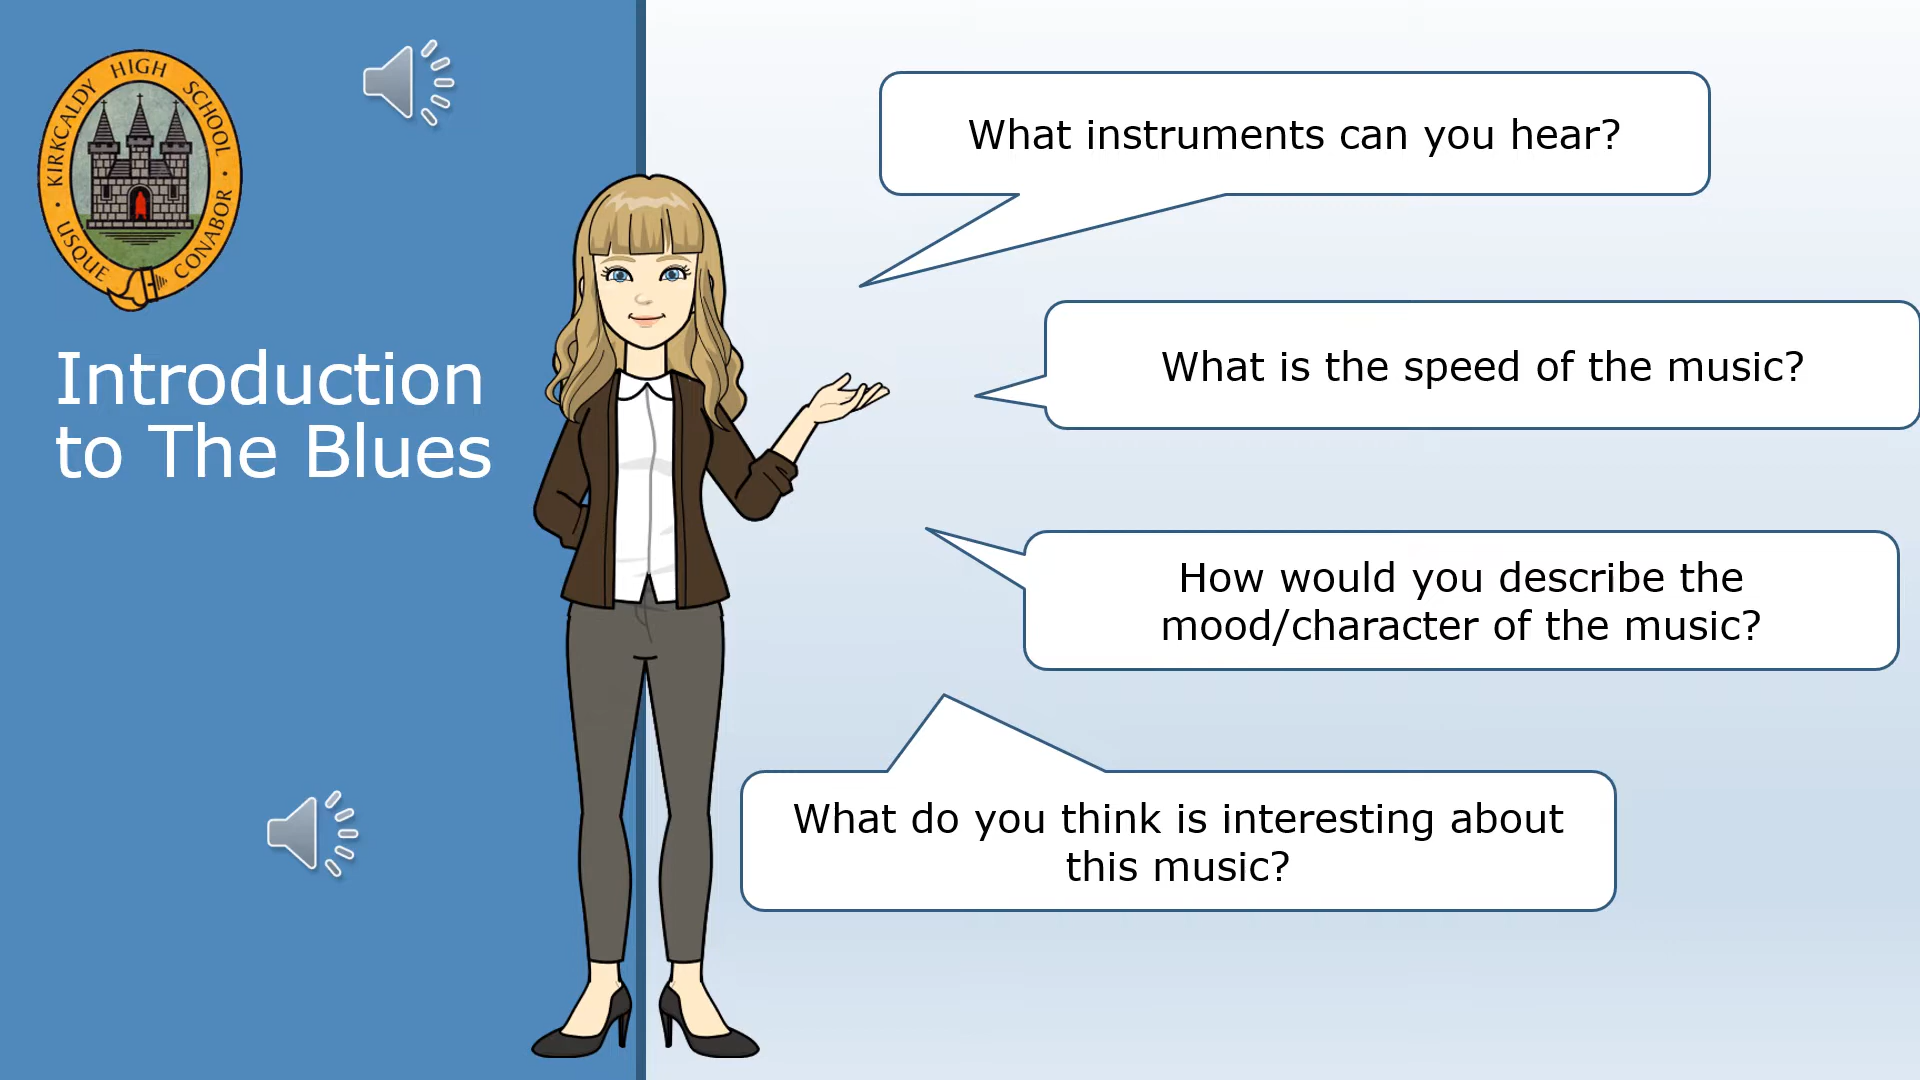 KIRKCALDY HIGH SCHOOL
USQUE CONABOR
Introduction
to The Blues
What instruments can you hear?
What is the speed of the music?
How would you describe the
mood/character of the music?
What do you think is interesting about
this music?